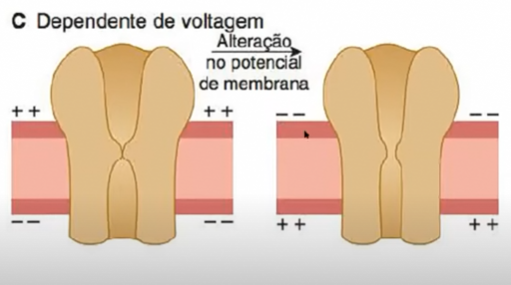 C Dependente de voltagem
Alteração
no potencial
de membrana
++ ++ -- --
-- -- ++ ++